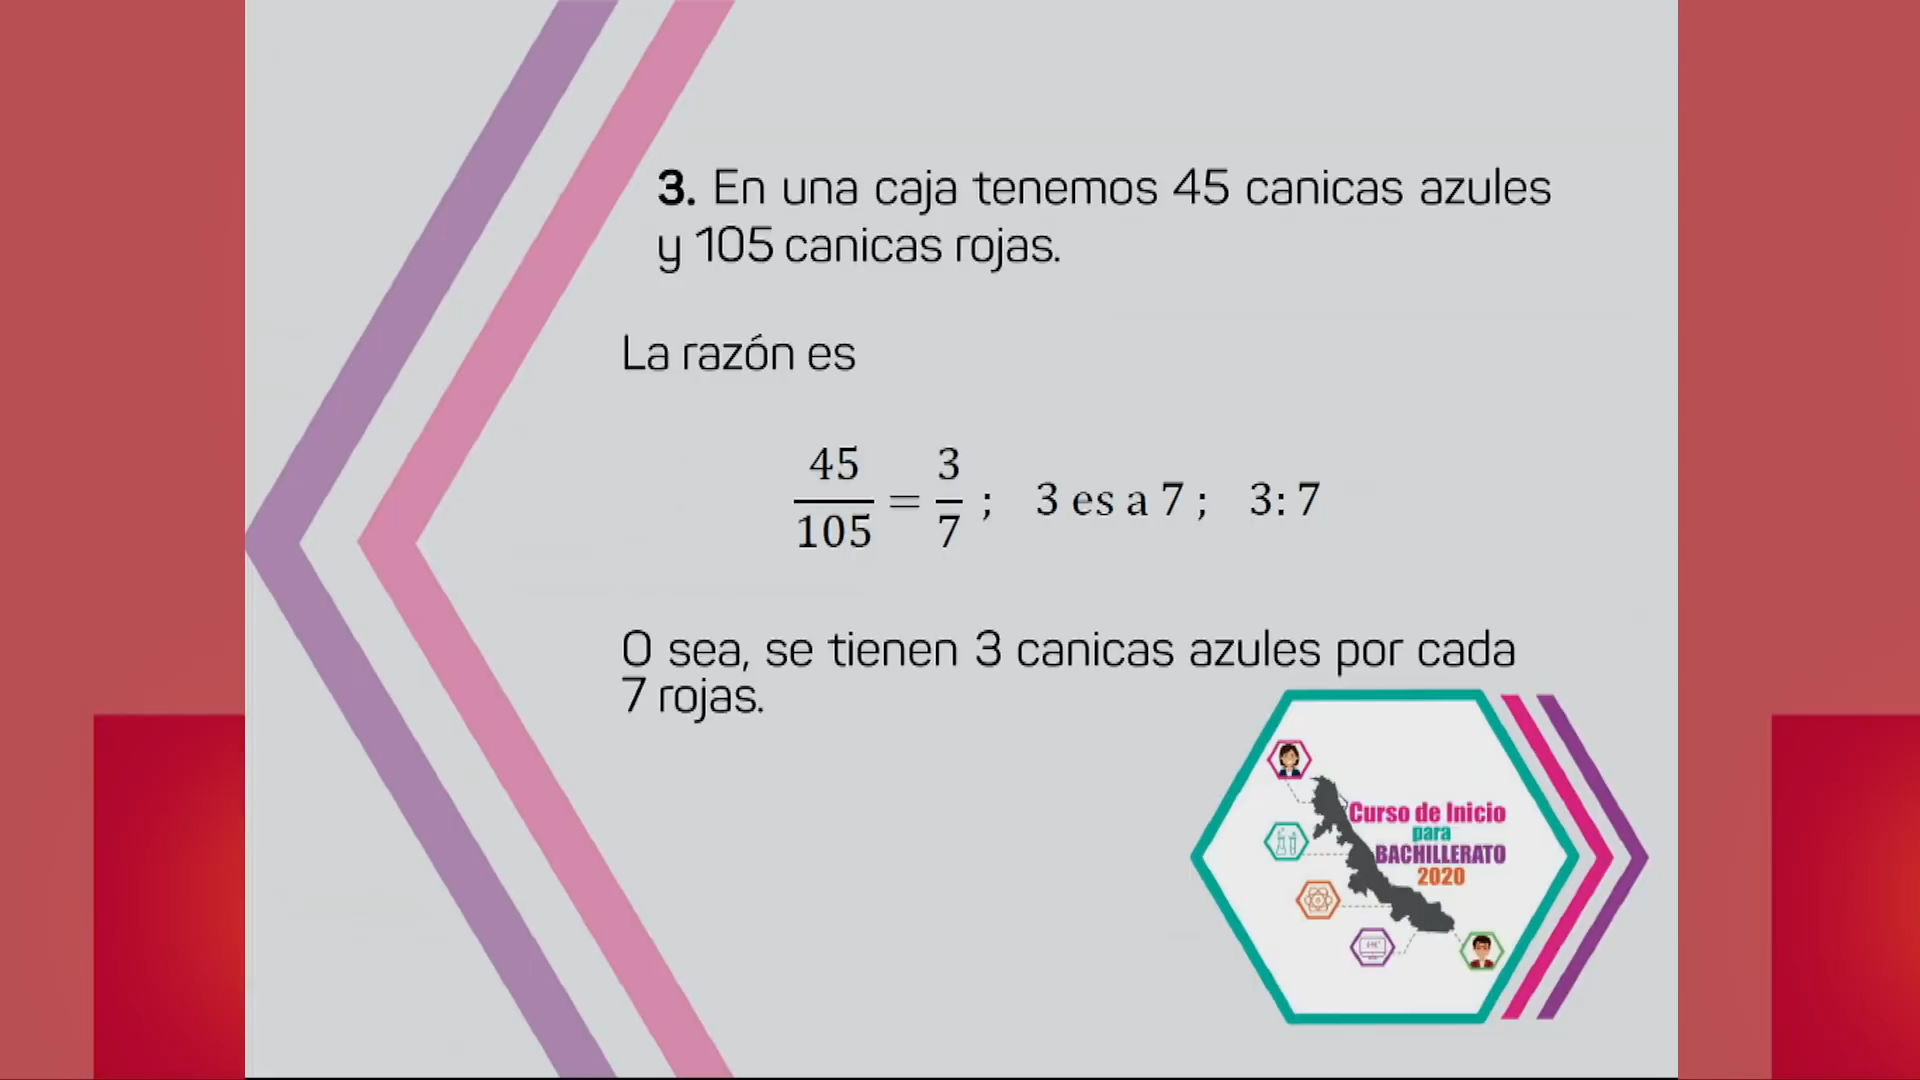 3. En una caja tenemos 45 canicas azules
y 105 canicas rojas.
La razón es
45/105 = 3/7 ; 3 es a 7 ; 3: 7
O sea, se tienen 3 canicas azules por cada
7 rojas.
Curso de Inicio
para
BACHILLERATO
2020